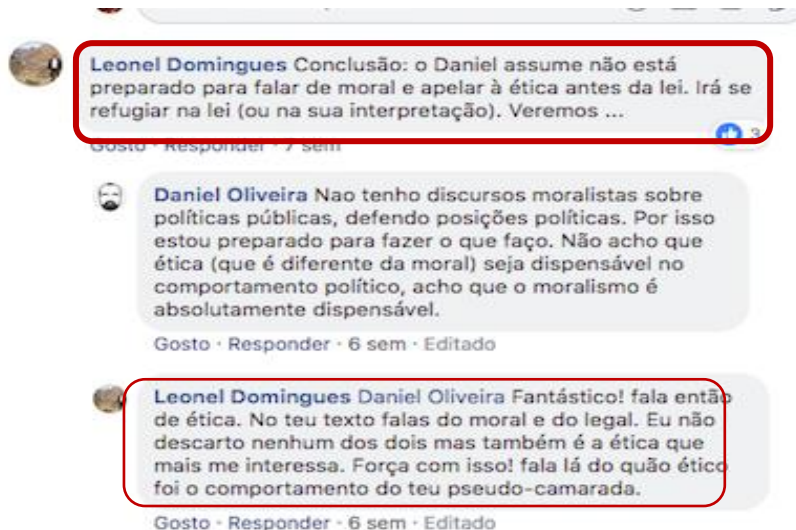 Leonel Domingues Conclusão: o Daniel assume não está
preparado para falar de moral e apelar à ética antes da lei. Irá se
refugiar na lei (ou na sua interpretação). Veremos ...
3
Gosto · Responder · 7 sem
Daniel Oliveira Nao tenho discursos moralistas sobre
políticas públicas, defendo posições políticas. Por isso
estou preparado para fazer o que faço. Não acho que
ética (que é diferente da moral) seja dispensável no
comportamento político, acho que o moralismo é
absolutamente dispensável.
Gosto · Responder · 6 sem · Editado
Leonel Domingues Daniel Oliveira Fantástico! fala então
de ética. No teu texto falas do moral e do legal. Eu não
descarto nenhum dos dois mas também é a ética que
mais me interessa. Força com isso! fala lá do quão ético
foi o comportamento do teu pseudo-camarada.
Gosto · Responder · 6 sem · Editado